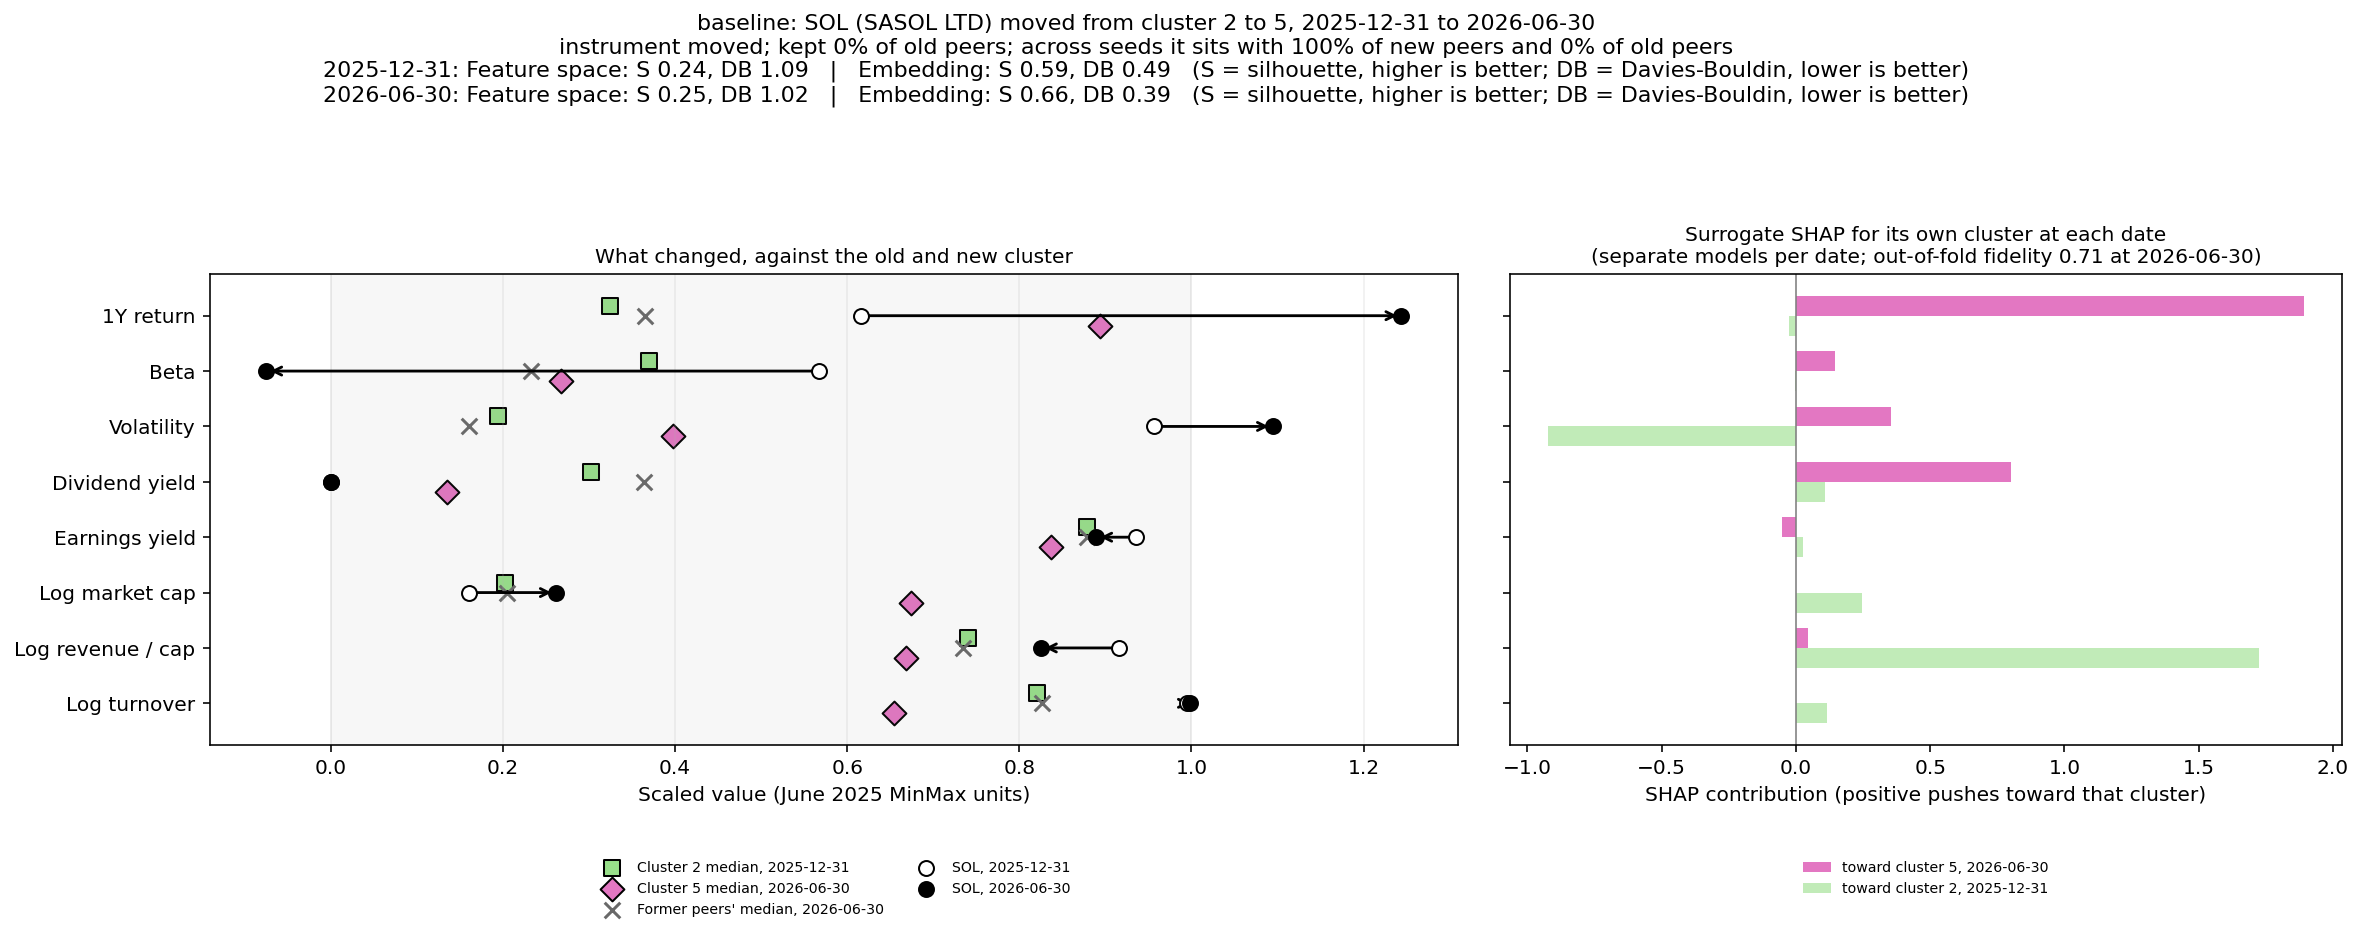 baseline: SOL (SASOL LTD) moved from cluster 2 to 5, 2025-12-31 to 2026-06-30
instrument moved; kept 0% of old peers; across seeds it sits with 100% of new peers and 0% of old peers
2025-12-31: Feature space: S 0.24, DB 1.09 | Embedding: S 0.59, DB 0.49 (S = silhouette, higher is better; DB = Davies-Bouldin, lower is better)
2026-06-30: Feature space: S 0.25, DB 1.02 | Embedding: S 0.66, DB 0.39 (S = silhouette, higher is better; DB = Davies-Bouldin, lower is better)
What changed, against the old and new cluster
1Y return
Beta
Volatility
Dividend yield
Earnings yield
Log market cap
Log revenue / cap
Log turnover
0.0 0.2 0.4 0.6 0.8 1.0 1.2
Scaled value (June 2025 MinMax units)
Cluster 2 median, 2025-12-31
Cluster 5 median, 2026-06-30
Former peers' median, 2026-06-30
SOL, 2025-12-31
SOL, 2026-06-30
Surrogate SHAP for its own cluster at each date
(separate models per date; out-of-fold fidelity 0.71 at 2026-06-30)
−1.0 −0.5 0.0 0.5 1.0 1.5 2.0
SHAP contribution (positive pushes toward that cluster)
toward cluster 5, 2026-06-30
toward cluster 2, 2025-12-31